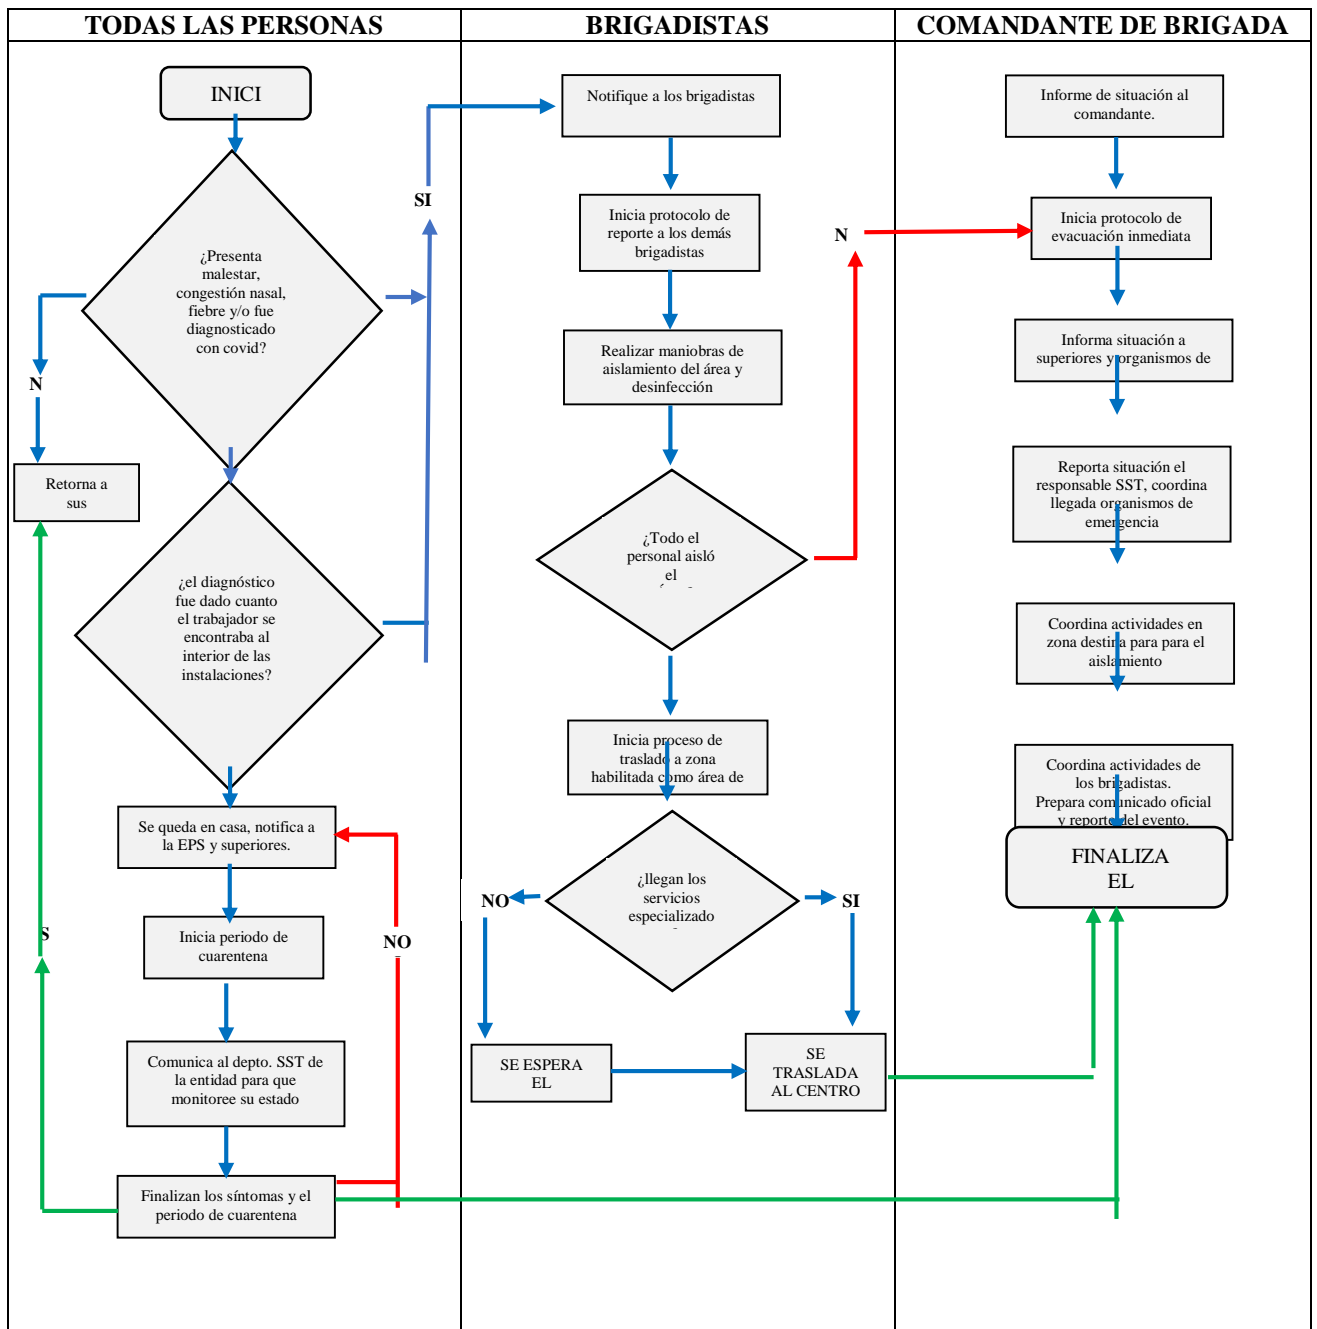 TODAS LAS PERSONAS
BRIGADISTAS
COMANDANTE DE BRIGADA
INICI
¿Presenta
malestar,
congestión nasal,
fiebre y/o fue
diagnosticado
con covid?
SI
N
Retorna a
sus
¿el diagnóstico
fue dado cuanto
el trabajador se
encontraba al
interior de las
instalaciones?
Se queda en casa, notifica a
la EPS y superiores.
Inicia periodo de
cuarentena
S
NO
Comunica al depto. SST de
la entidad para que
monitoree su estado
Finalizan los síntomas y el
periodo de cuarentena
Notifique a los brigadistas
Inicia protocolo de
reporte a los demás
brigadistas
N
Realizar maniobras de
aislamiento del área y
desinfección
¿Todo el
personal aisló
el
Inicia proceso de
traslado a zona
habilitada como área de
¿llegan los
servicios
especializado
NO
SI
SE ESPERA
EL
SE
TRASLADA
AL CENTRO
Informe de situación al
comandante.
Inicia protocolo de
evacuación inmediata
Informa situación a
superiores y organismos de
Reporta situación el
responsable SST, coordina
llegada organismos de
emergencia
Coordina actividades en
zona destina para para el
aislamiento
Coordina actividades de
los brigadistas.
Prepara comunicado oficial
y reporte del evento.
FINALIZA
EL